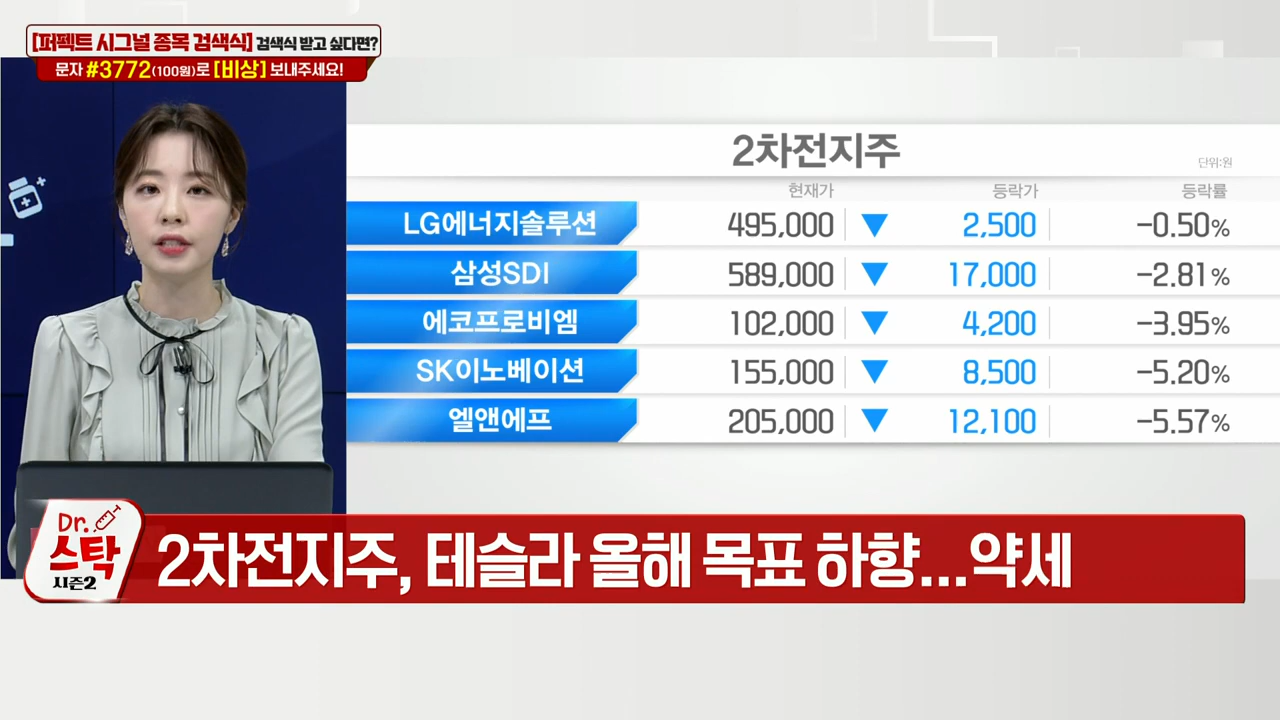 [퍼펙트 시그널 종목 검색식] 검색식 받고 싶다면?
문자 #3772(100원)로 [비상] 보내주세요!
2차전지주
단위:원
현재가 등락가 등락률
LG에너지솔루션 495,000 ▼ 2,500 -0.50%
삼성SDI 589,000 ▼ 17,000 -2.81%
에코프로비엠 102,000 ▼ 4,200 -3.95%
SK이노베이션 155,000 ▼ 8,500 -5.20%
엘앤에프 205,000 ▼ 12,100 -5.57%
Dr.
스탁
시즌2
2차전지주, 테슬라 올해 목표 하향...약세